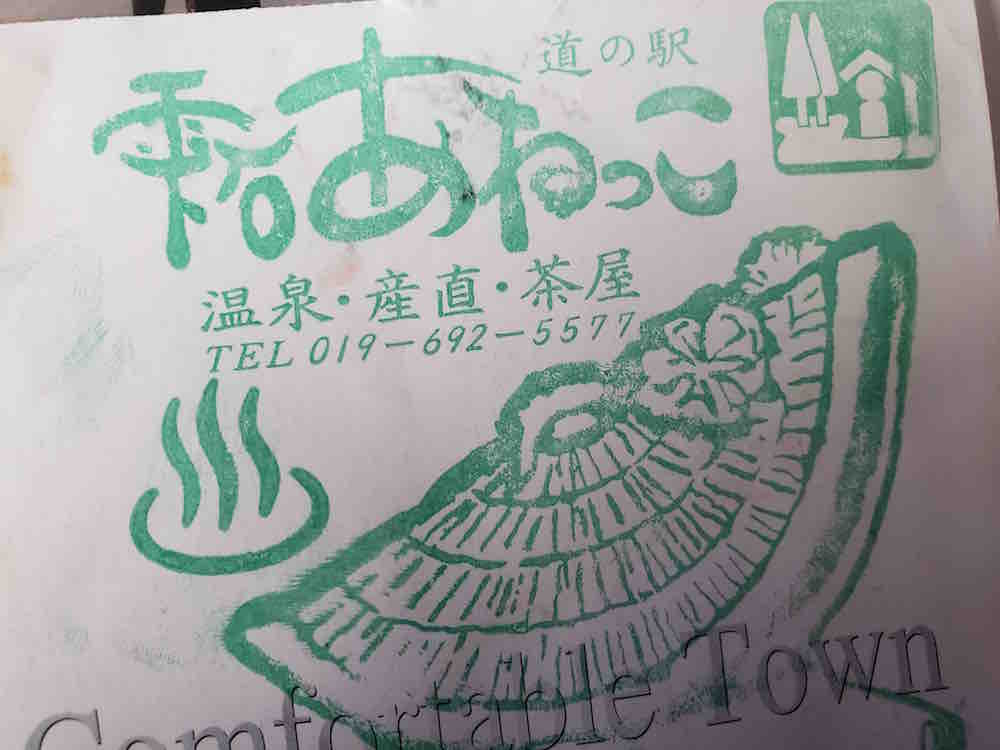 道の駅
雫石あねっこ
温泉・産直・茶屋
TEL 019-692-5577
Comfortable Town